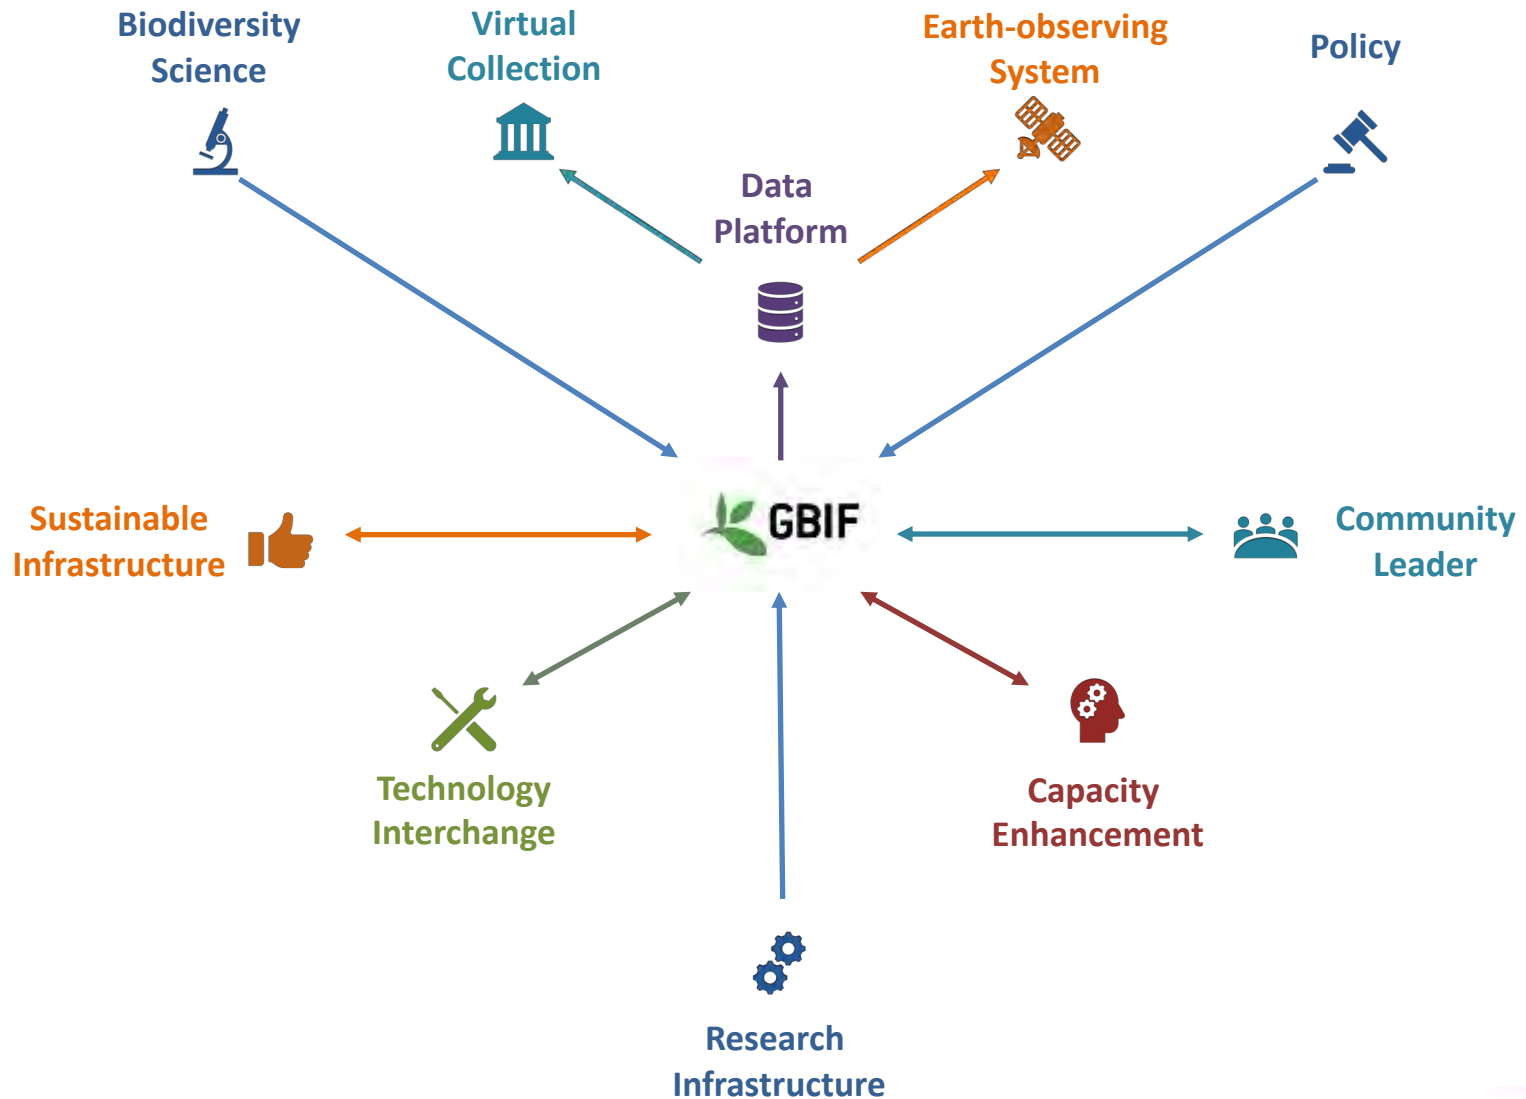 Biodiversity
Science
Virtual
Collection
Earth-observing
System
Policy
Data
Platform
GBIF
Sustainable
Infrastructure
Community
Leader
Technology
Interchange
Capacity
Enhancement
Research
Infrastructure